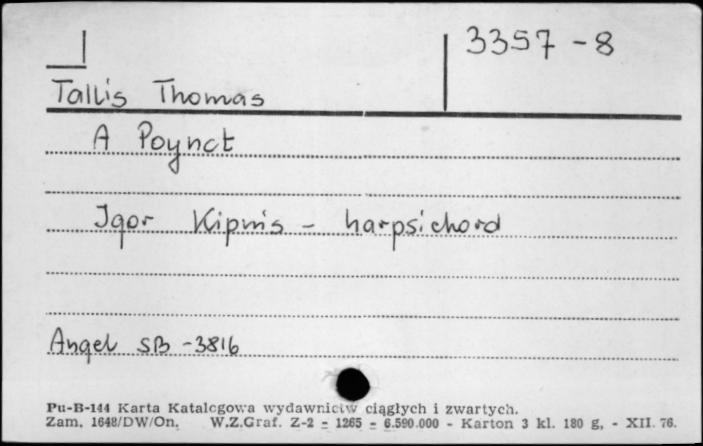 3357-8
Tallis Thomas
A Poynct
Igor Kipnis - harpsichord
Angel SB-3816
Pu-B-144 Karta Katalogowa wydawnictw ciągłych i zwartych.
Zam. 1648/DW/On. W.Z.Graf. Z-2 - 1265 - 6.590.000 - Karton 3 kl. 180 g. - XII. 76.